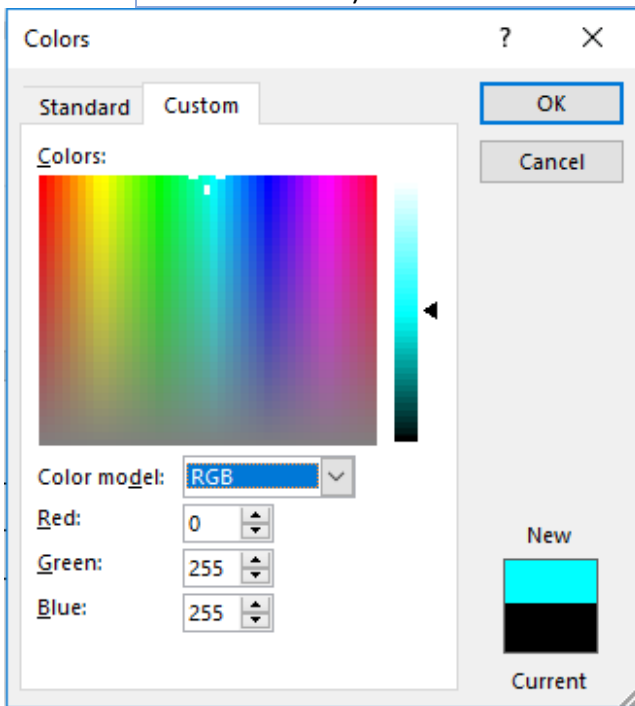 Colors
?
Standard
Custom
OK
Cancel
Colors:
Color model:
RGB
Red:
0
Green:
255
Blue:
255
New
Current